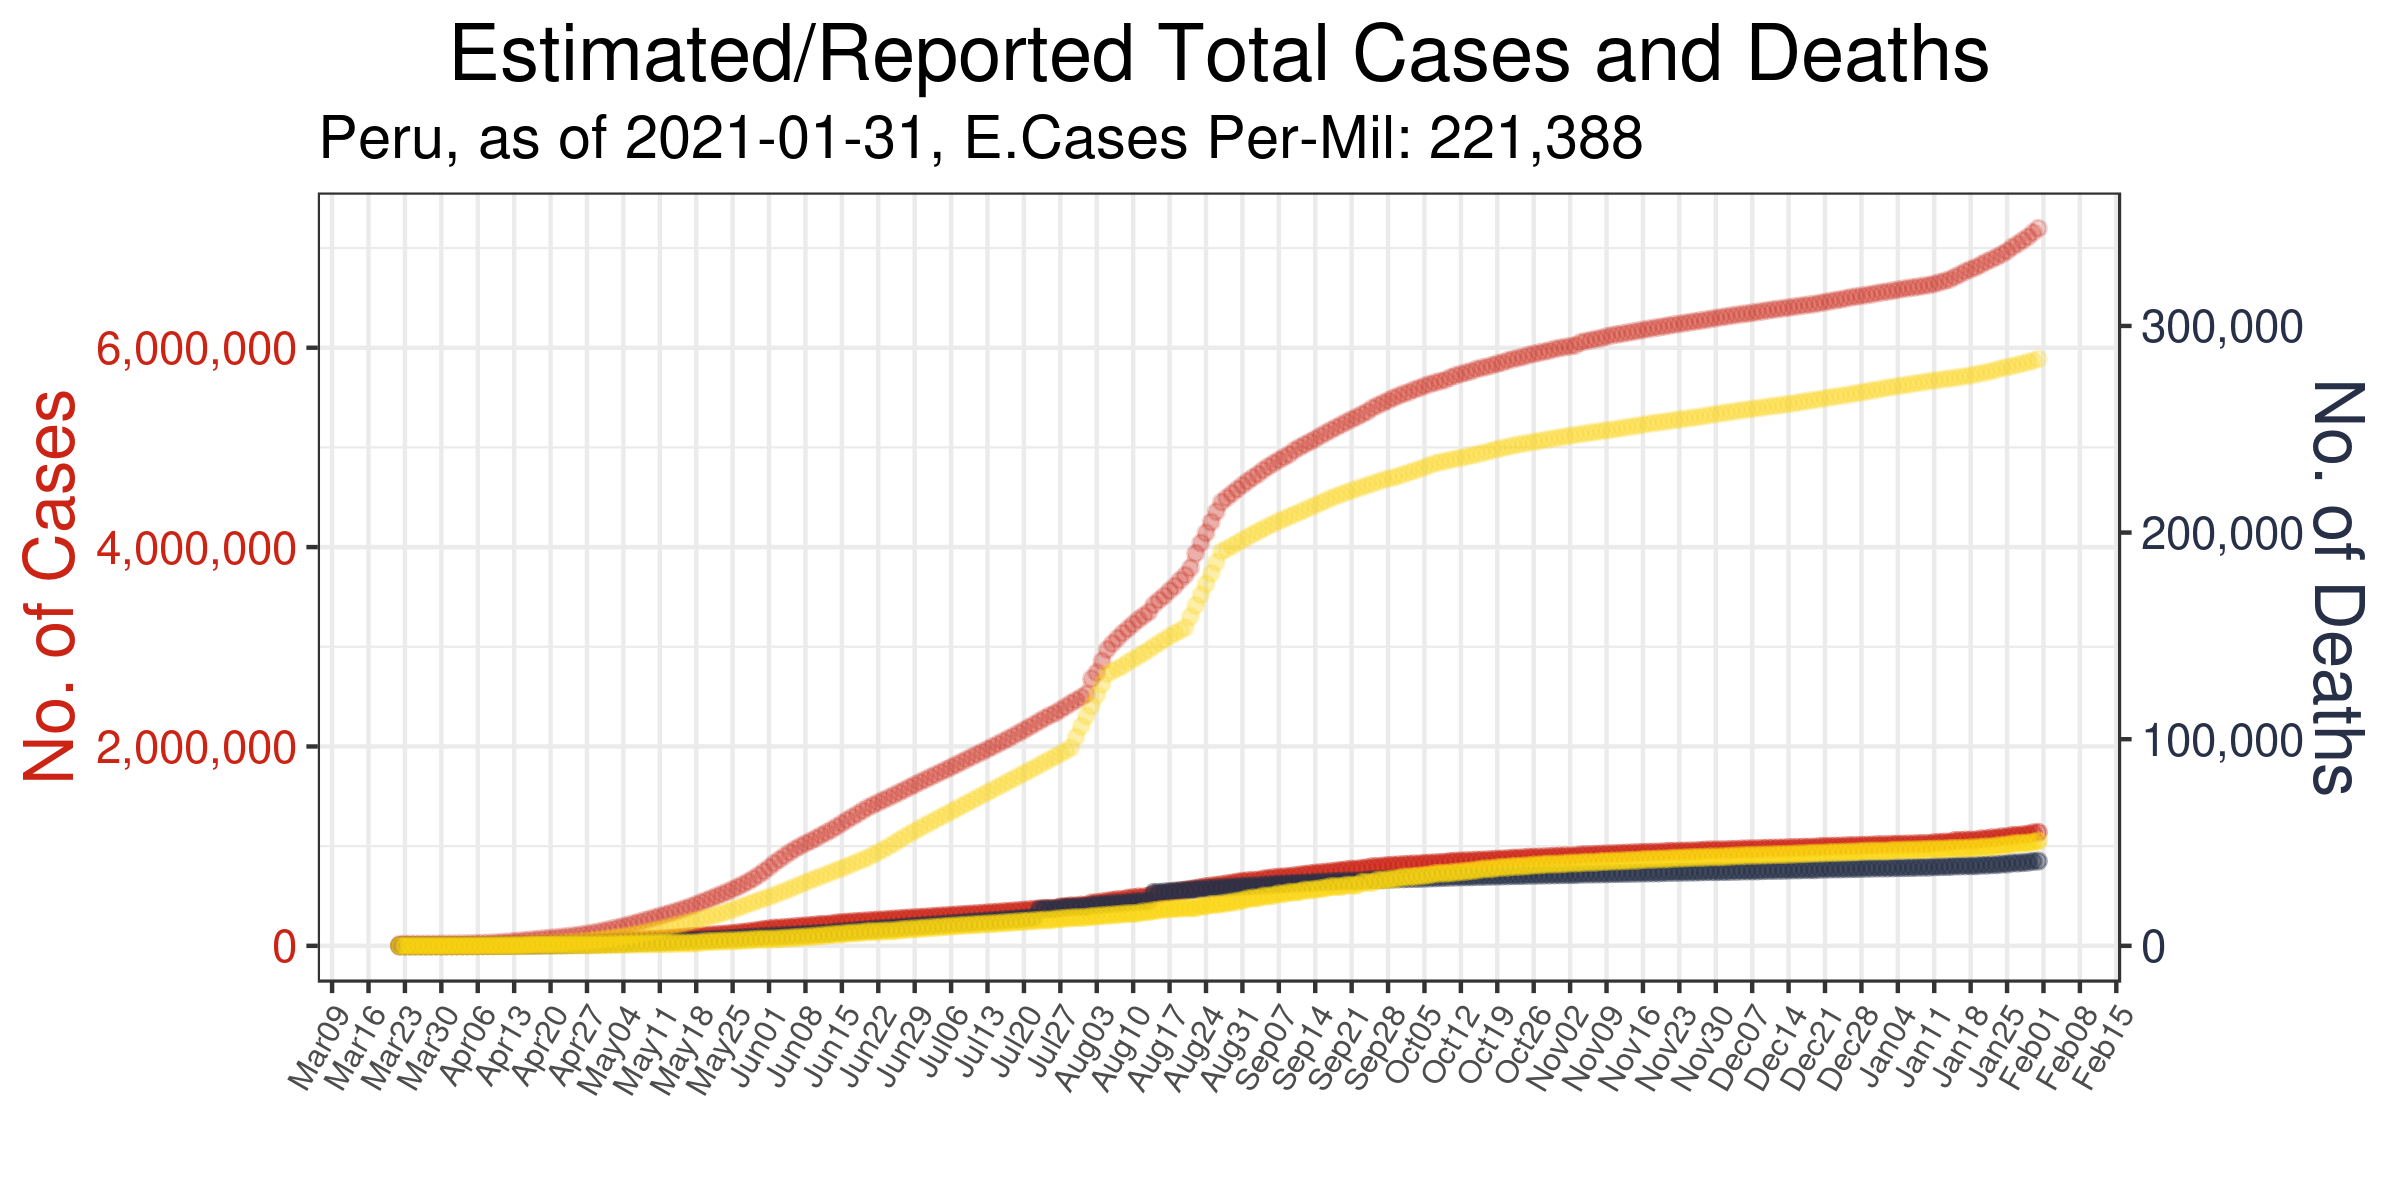 Estimated/Reported Total Cases and Deaths
Peru, as of 2021-01-31, E.Cases Per-Mil: 221,388
No. of Cases
6,000,000
4,000,000
2,000,000
0
300,000
200,000
100,000
0
No. of Deaths
Mar09 Mar16 Mar23 Mar30 Apr06 Apr13 Apr20 Apr27 May04 May11 May18 May25 Jun01 Jun08 Jun15 Jun22 Jun29 Jul06 Jul13 Jul20 Jul27 Aug03 Aug10 Aug17 Aug24 Aug31 Sep07 Sep14 Sep21 Sep28 Oct05 Oct12 Oct19 Oct26 Nov02 Nov09 Nov16 Nov23 Nov30 Dec07 Dec14 Dec21 Dec28 Jan04 Jan11 Jan18 Jan25 Feb01 Feb08 Feb15